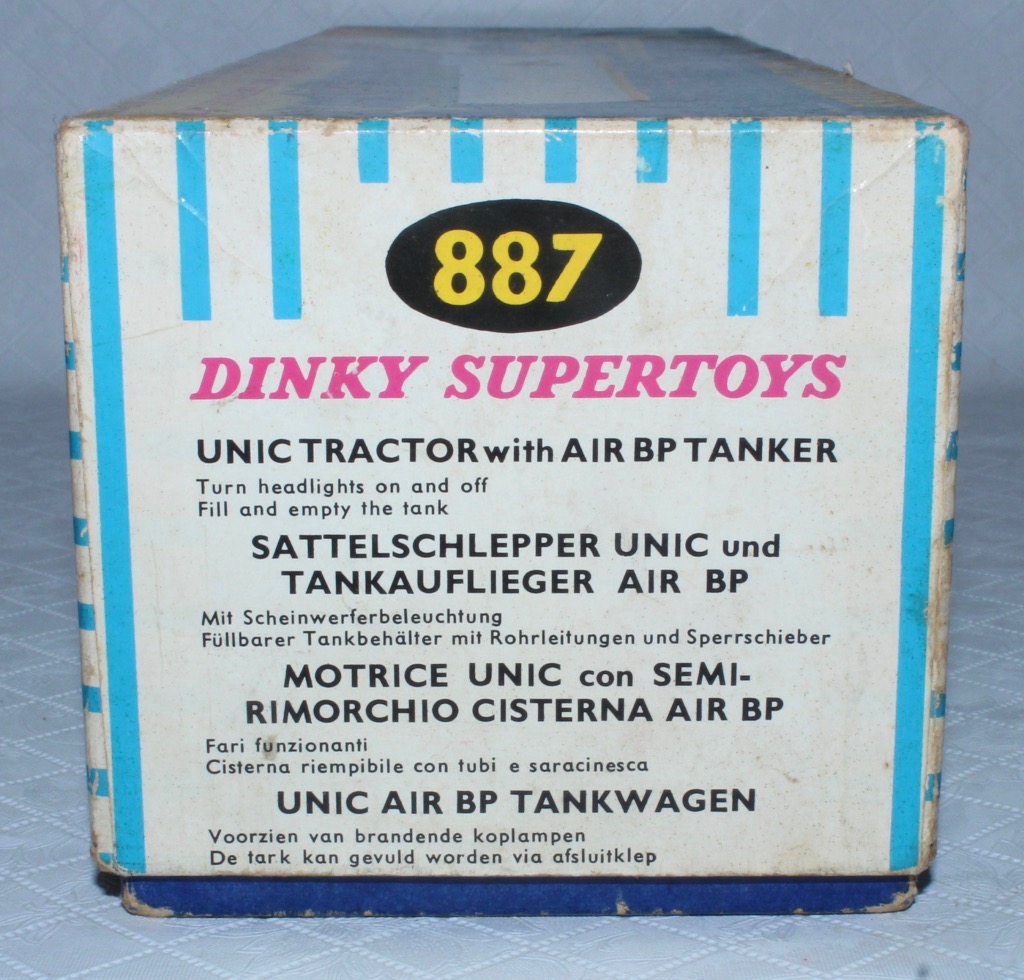 887
DINKY SUPERTOYS
UNIC TRACTOR with AIR BP TANKER
Turn headlights on and off
Fill and empty the tank
SATTELSCHLEPPER UNIC und
TANKAUFLIEGER AIR BP
Mit Scheinwerferbeleuchtung
Füllbarer Tankbehälter mit Rohrleitungen und Sperrschieber
MOTRICE UNIC con SEMI-
RIMORCHIO CISTERNA AIR BP
Fari funzionanti
Cisterna riempibile con tubi e saracinesca
UNIC AIR BP TANKWAGEN
Voorzien van brandende koplampen
De tark kan gevuld worden via afsluitklep